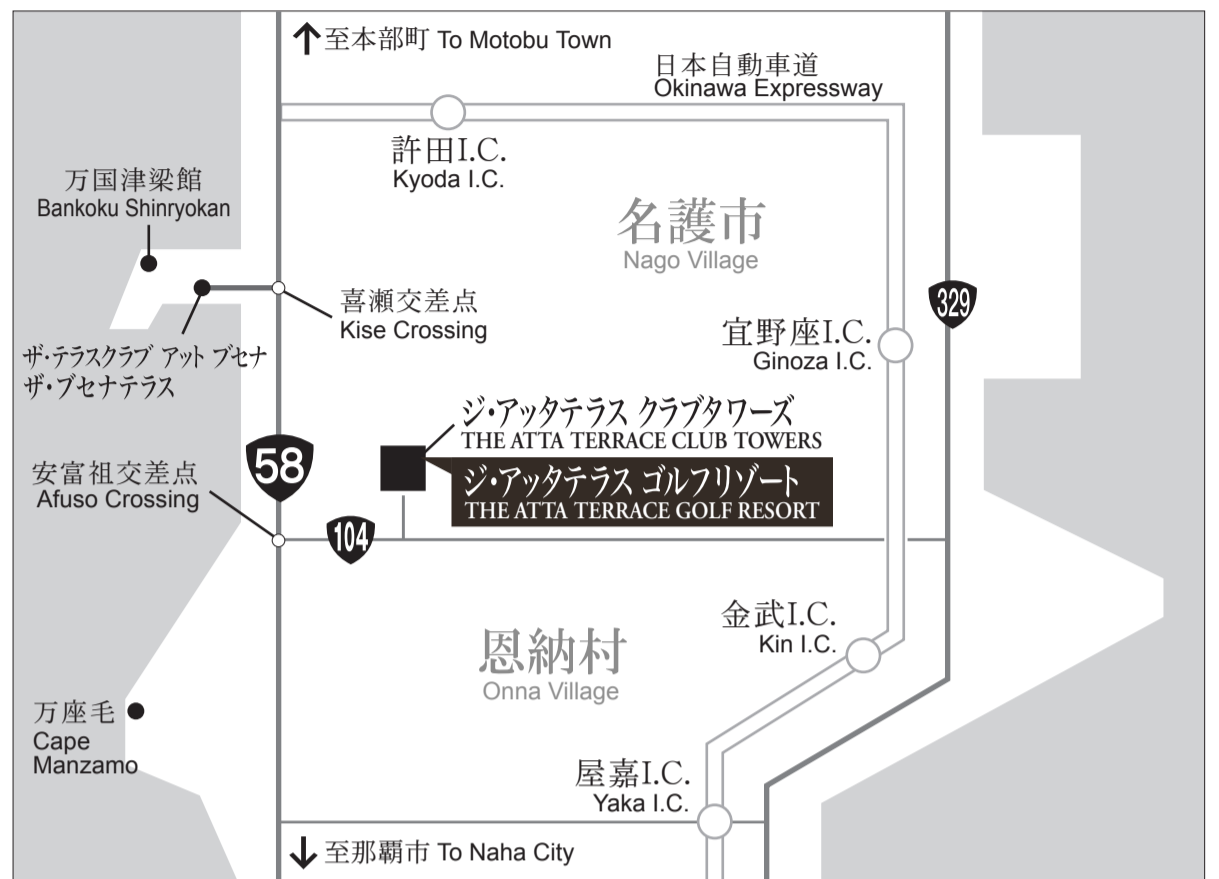 至本部町 To Motobu Town
日本自動車道
Okinawa Expressway
許田I.C.
Kyoda I.C.
万国津梁館
Bankoku Shinryokan
名護市
Nago Village
329
喜瀬交差点
Kise Crossing
宜野座I.C.
Ginoza I.C.
ザ・テラスクラブ アット ブセナ
ザ・ブセナテラス
ジ・アッタテラス クラブタワーズ
THE ATTA TERRACE CLUB TOWERS
58
安富祖交差点
Afuso Crossing
ジ・アッタテラス ゴルフリゾート
THE ATTA TERRACE GOLF RESORT
104
金武I.C.
Kin I.C.
恩納村
Onna Village
万座毛
Cape
Manzamo
屋嘉I.C.
Yaka I.C.
至那覇市 To Naha City